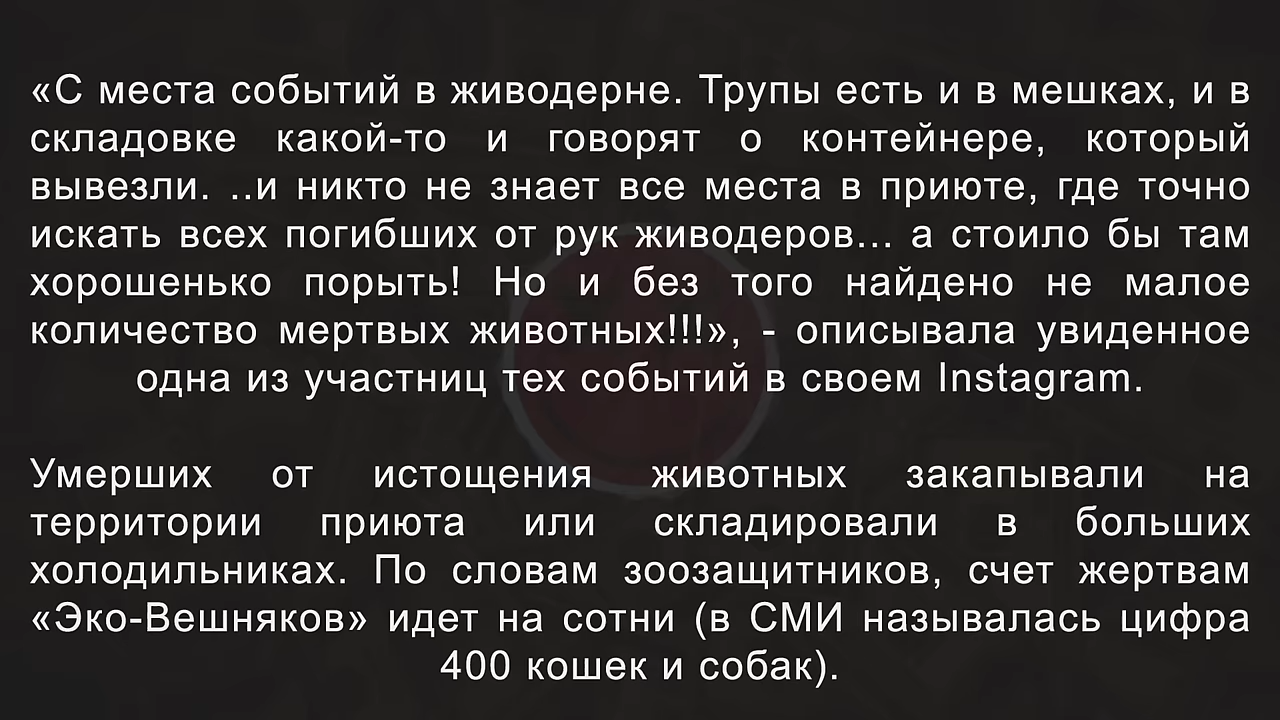 «С места событий в живодерне. Трупы есть и в мешках, и в
складовке какой-то и говорят о контейнере, который
вывезли. ..и никто не знает все места в приюте, где точно
искать всех погибших от рук живодеров... а стоило бы там
хорошенько порыть! Но и без того найдено не малое
количество мертвых животных!!!», - описывала увиденное
одна из участниц тех событий в своем Instagram.
Умерших от истощения животных закапывали на
территории приюта или складировали в больших
холодильниках. По словам зоозащитников, счет жертвам
«Эко-Вешняков» идет на сотни (в СМИ называлась цифра
400 кошек и собак).